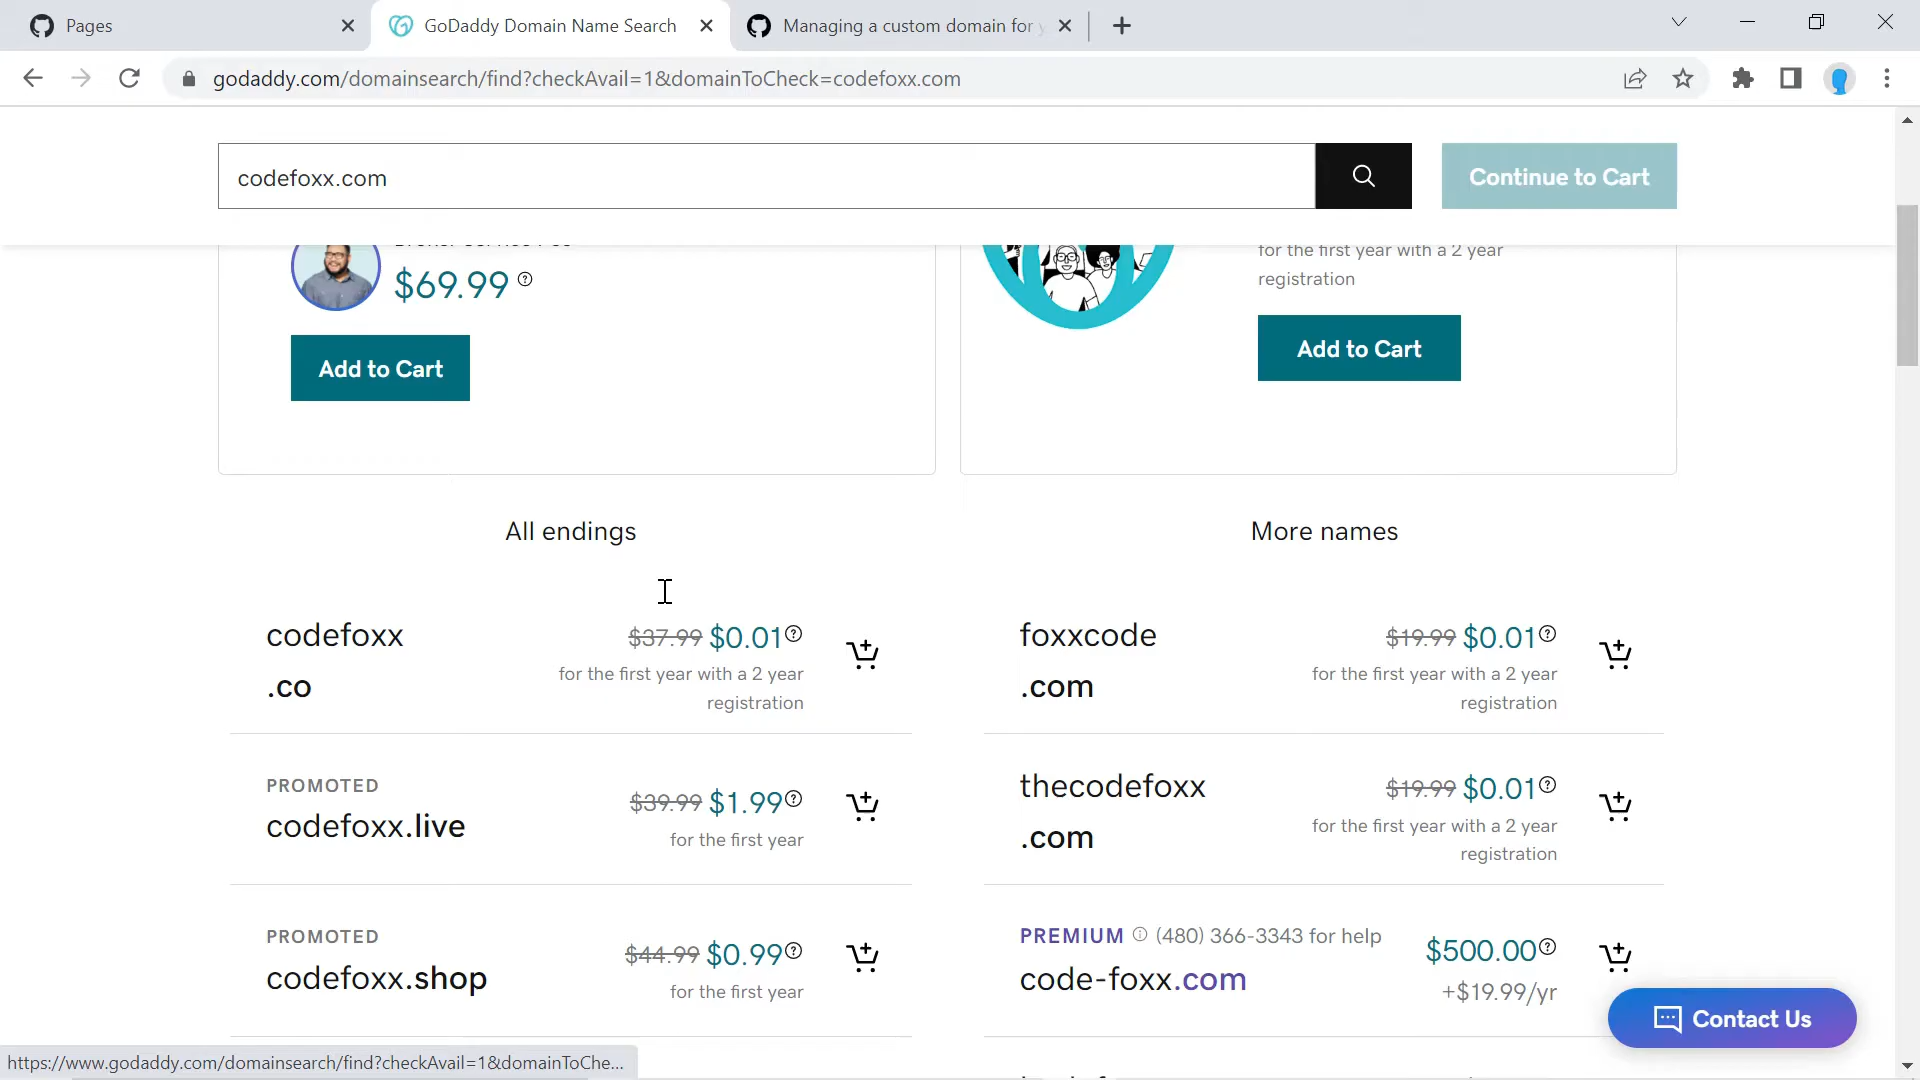 Pages
GoDaddy Domain Name Search
Managing a custom domain for
godaddy.com/domainsearch/find?checkAvail=1&domainToCheck=codefoxx.com
codefoxx.com
Continue to Cart
$69.99
Add to Cart
for the first year with a 2 year
registration
Add to Cart
All endings
codefoxx
.co
$37.99 $0.01
for the first year with a 2 year
registration
PROMOTED
codefoxx.live
$39.99 $1.99
for the first year
PROMOTED
codefoxx.shop
$44.99 $0.99
for the first year
More names
foxxcode
.com
$19.99 $0.01
for the first year with a 2 year
registration
thecodefoxx
.com
$19.99 $0.01
for the first year with a 2 year
registration
PREMIUM (480) 366-3343 for help
code-foxx.com
$500.00
+$19.99/yr
Contact Us
https://www.godaddy.com/domainsearch/find?checkAvail=1&domainToChe...